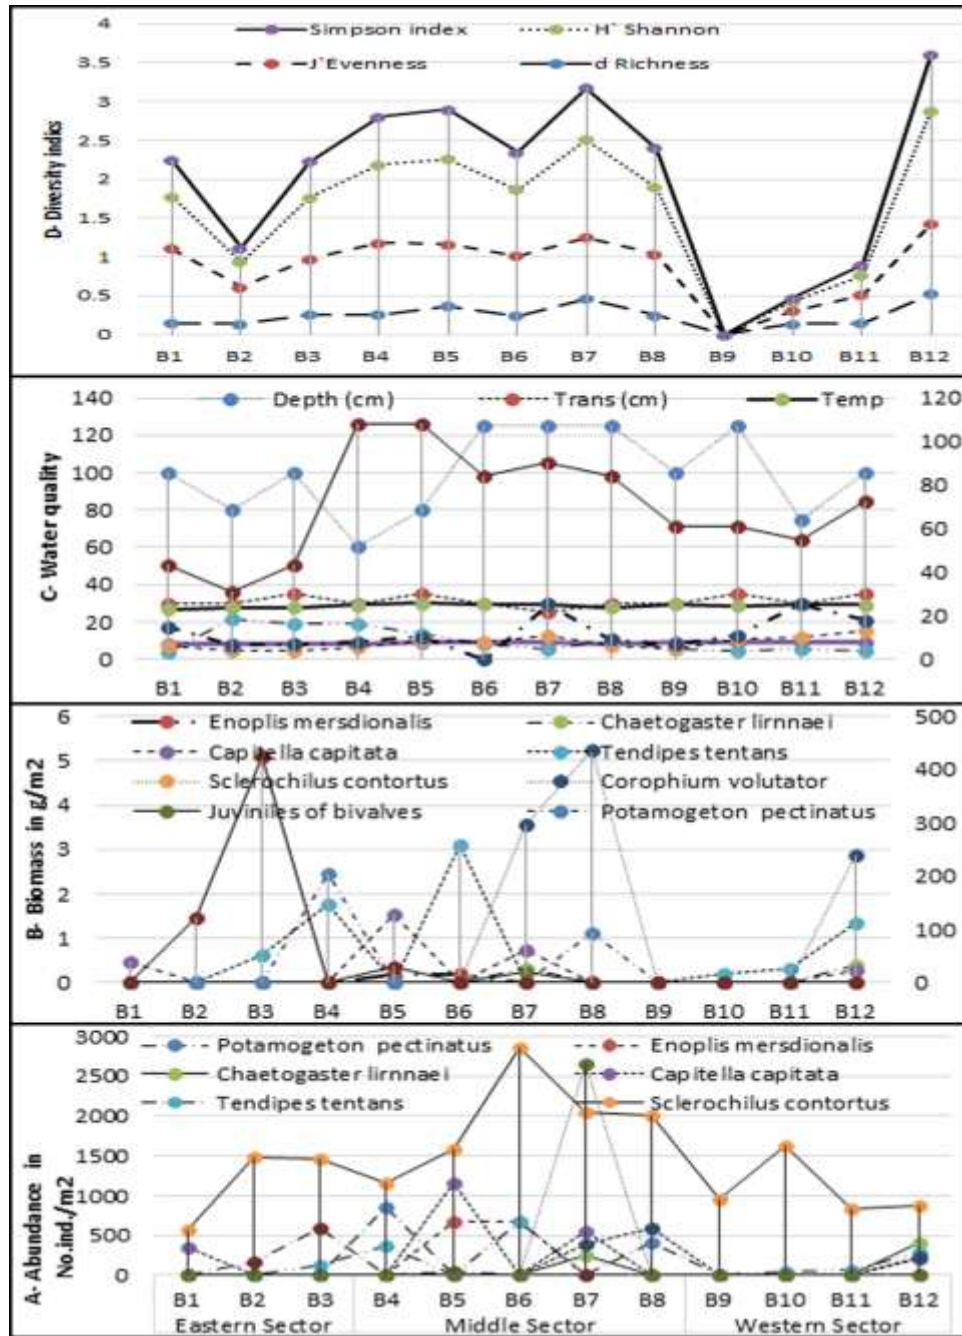 4
Simpson index H` Shannon
3.5
J`Evenness d Richness
3
2.5
2
1.5
1
0.5
0
D- Diversity indics
B1 B2 B3 B4 B5 B6 B7 B8 B9 B10 B11 B12
140 Depth (cm) Trans (cm) Temp 120
120 100
100 80
80 60
60
40 40
20 20
0 0
C- Water quality
B1 B2 B3 B4 B5 B6 B7 B8 B9 B10 B11 B12
6 Enoplis mersdionalis Chaetogaster lirnnaei 500
Capitella capitata Tendipes tentans
5 400
Sclerochilus contortus Corophium volutator
4 Juviniles of bivalves Potamogeton pectinatus 300
3
2 200
1 100
0 0
B- Biomass in g/m2
B1 B2 B3 B4 B5 B6 B7 B8 B9 B10 B11 B12
3000 Potamogeton pectinatus Enoplis mersdionalis
2500 Chaetogaster lirnnaei Capitella capitata
Tendipes tentans Sclerochilus contortus
2000
1500
1000
500
0
A- Abundance in
No.ind./m2
B1 B2 B3 B4 B5 B6 B7 B8 B9 B10 B11 B12
Eastern Sector Middle Sector Western Sector